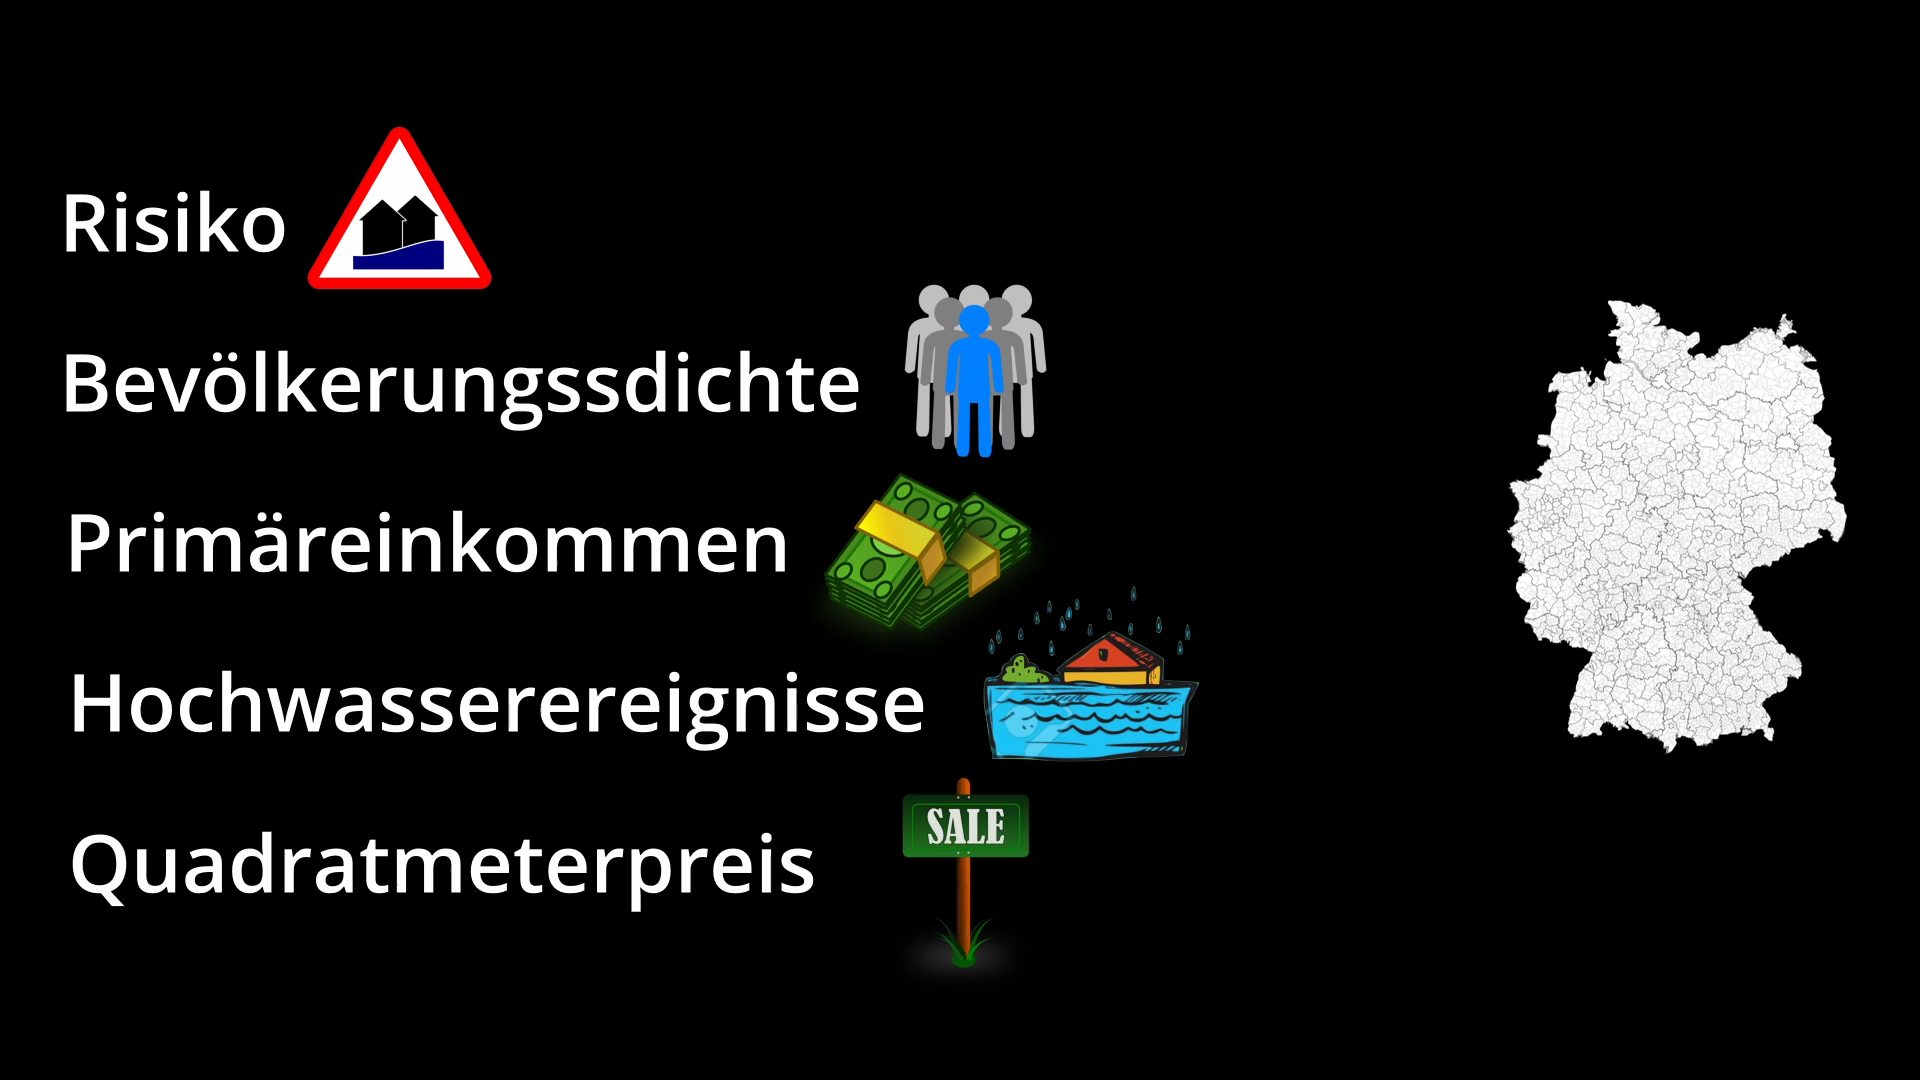 Risiko
Bevölkerungssdichte
Primäreinkommen
Hochwasserereignisse
SALE
Quadratmeterpreis